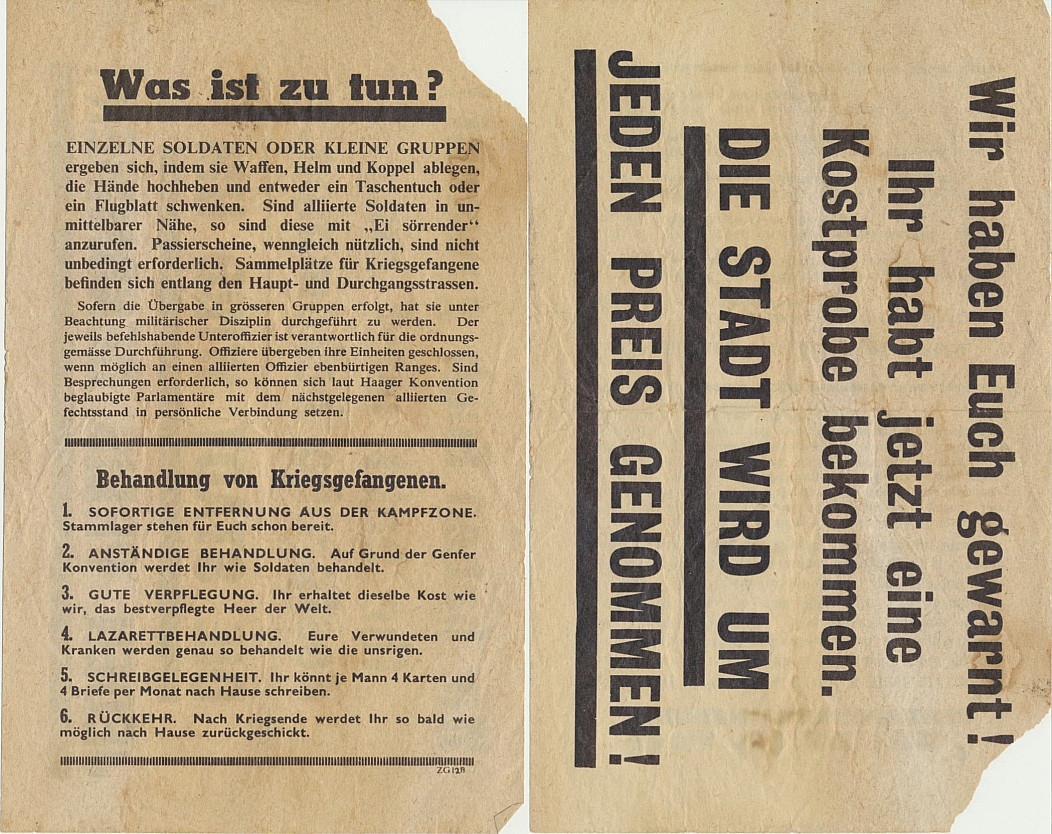 Was ist zu tun?
EINZELNE SOLDATEN ODER KLEINE GRUPPEN
ergeben sich, indem sie Waffen, Helm und Koppel ablegen,
die Hände hochheben und entweder ein Taschentuch oder
ein Flugblatt schwenken. Sind alliierte Soldaten in un-
mittelbarer Nähe, so sind diese mit „Ei sörrender“
anzurufen. Passierscheine, wenngleich nützlich, sind nicht
unbedingt erforderlich. Sammelplätze für Kriegsgefangene
befinden sich entlang den Haupt- und Durchgangsstrassen.
Sofern die Übergabe in grösseren Gruppen erfolgt, hat sie unter
Beachtung militärischer Disziplin durchgeführt zu werden. Der
jeweils befehlshabende Unteroffizier ist verantwortlich für die ordnungs-
gemässe Durchführung. Offiziere übergeben ihre Einheiten geschlossen,
wenn möglich an einen alliierten Offizier ebenbürtigen Ranges. Sind
Besprechungen erforderlich, so können sich laut Haager Konvention
beglaubigte Parlamentäre mit dem nächstgelegenen alliierten Ge-
fechtsstand in persönliche Verbindung setzen.
Behandlung von Kriegsgefangenen.
1. SOFORTIGE ENTFERNUNG AUS DER KAMPFZONE.
Stammlager stehen für Euch schon bereit.
2. ANSTÄNDIGE BEHANDLUNG. Auf Grund der Genfer
Konvention werdet Ihr wie Soldaten behandelt.
3. GUTE VERPFLEGUNG. Ihr erhaltet dieselbe Kost wie
wir, das bestverpflegte Heer der Welt.
4. LAZARETTBEHANDLUNG. Eure Verwundeten und
Kranken werden genau so behandelt wie die unsrigen.
5. SCHREIBGELEGENHEIT. Ihr könnt je Mann 4 Karten und
4 Briefe per Monat nach Hause schreiben.
6. RÜCKKEHR. Nach Kriegsende werdet Ihr so bald wie
möglich nach Hause zurückgeschickt.
ZG 128
Wir haben Euch gewarnt!
Ihr habt jetzt eine
Kostprobe bekommen.
DIE STADT WIRD UM
JEDEN PREIS GENOMMEN!